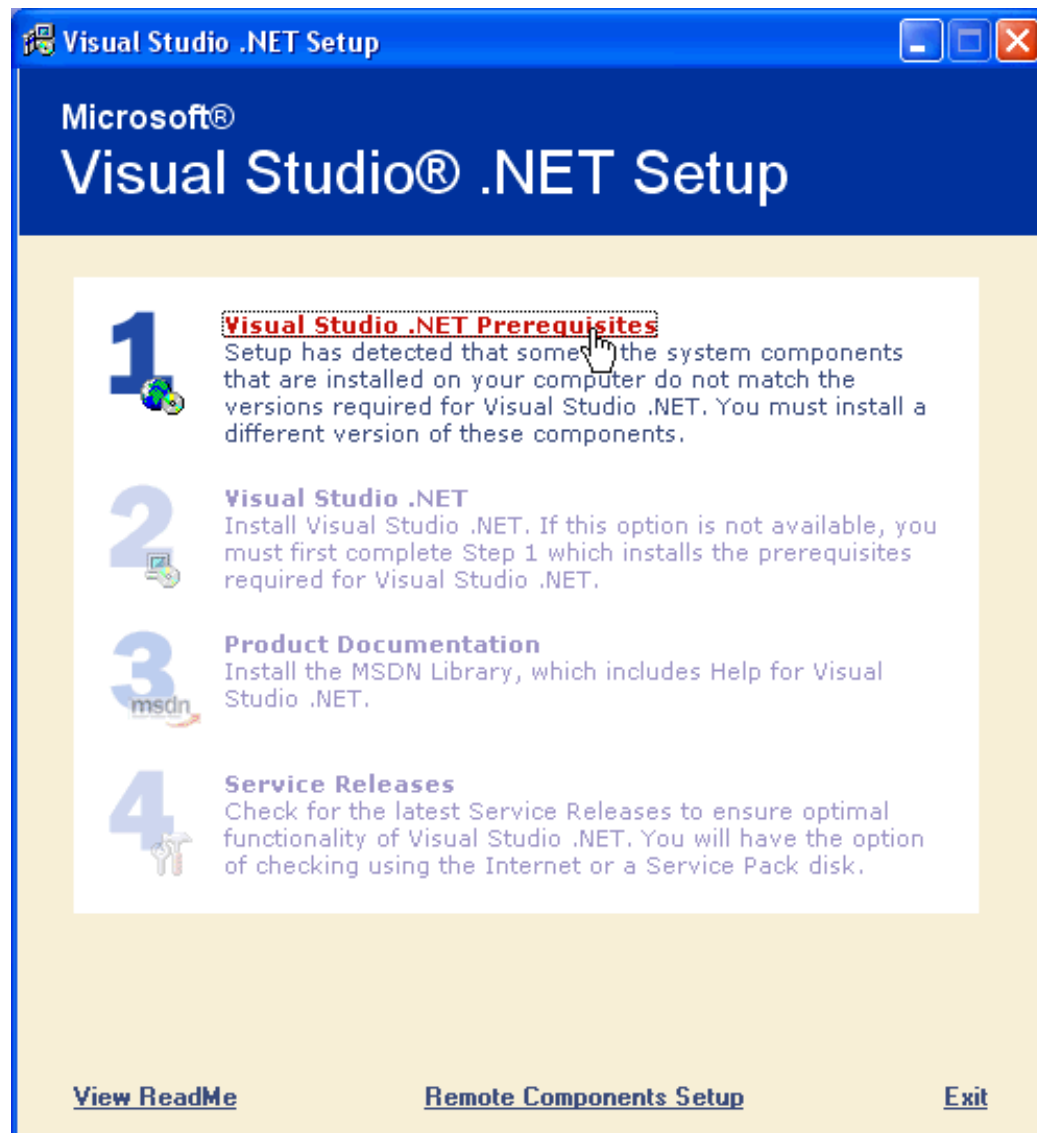 Visual Studio .NET Setup
Microsoft®
Visual Studio® .NET Setup
1
Visual Studio .NET Prerequisites
Setup has detected that some the system components
that are installed on your computer do not match the
versions required for Visual Studio .NET. You must install a
different version of these components.
2
Visual Studio .NET
Install Visual Studio .NET. If this option is not available, you
must first complete Step 1 which installs the prerequisites
required for Visual Studio .NET.
3
msdn
Product Documentation
Install the MSDN Library, which includes Help for Visual
Studio .NET.
4
Service Releases
Check for the latest Service Releases to ensure optimal
functionality of Visual Studio .NET. You will have the option
of checking using the Internet or a Service Pack disk.
View ReadMe
Remote Components Setup
Exit